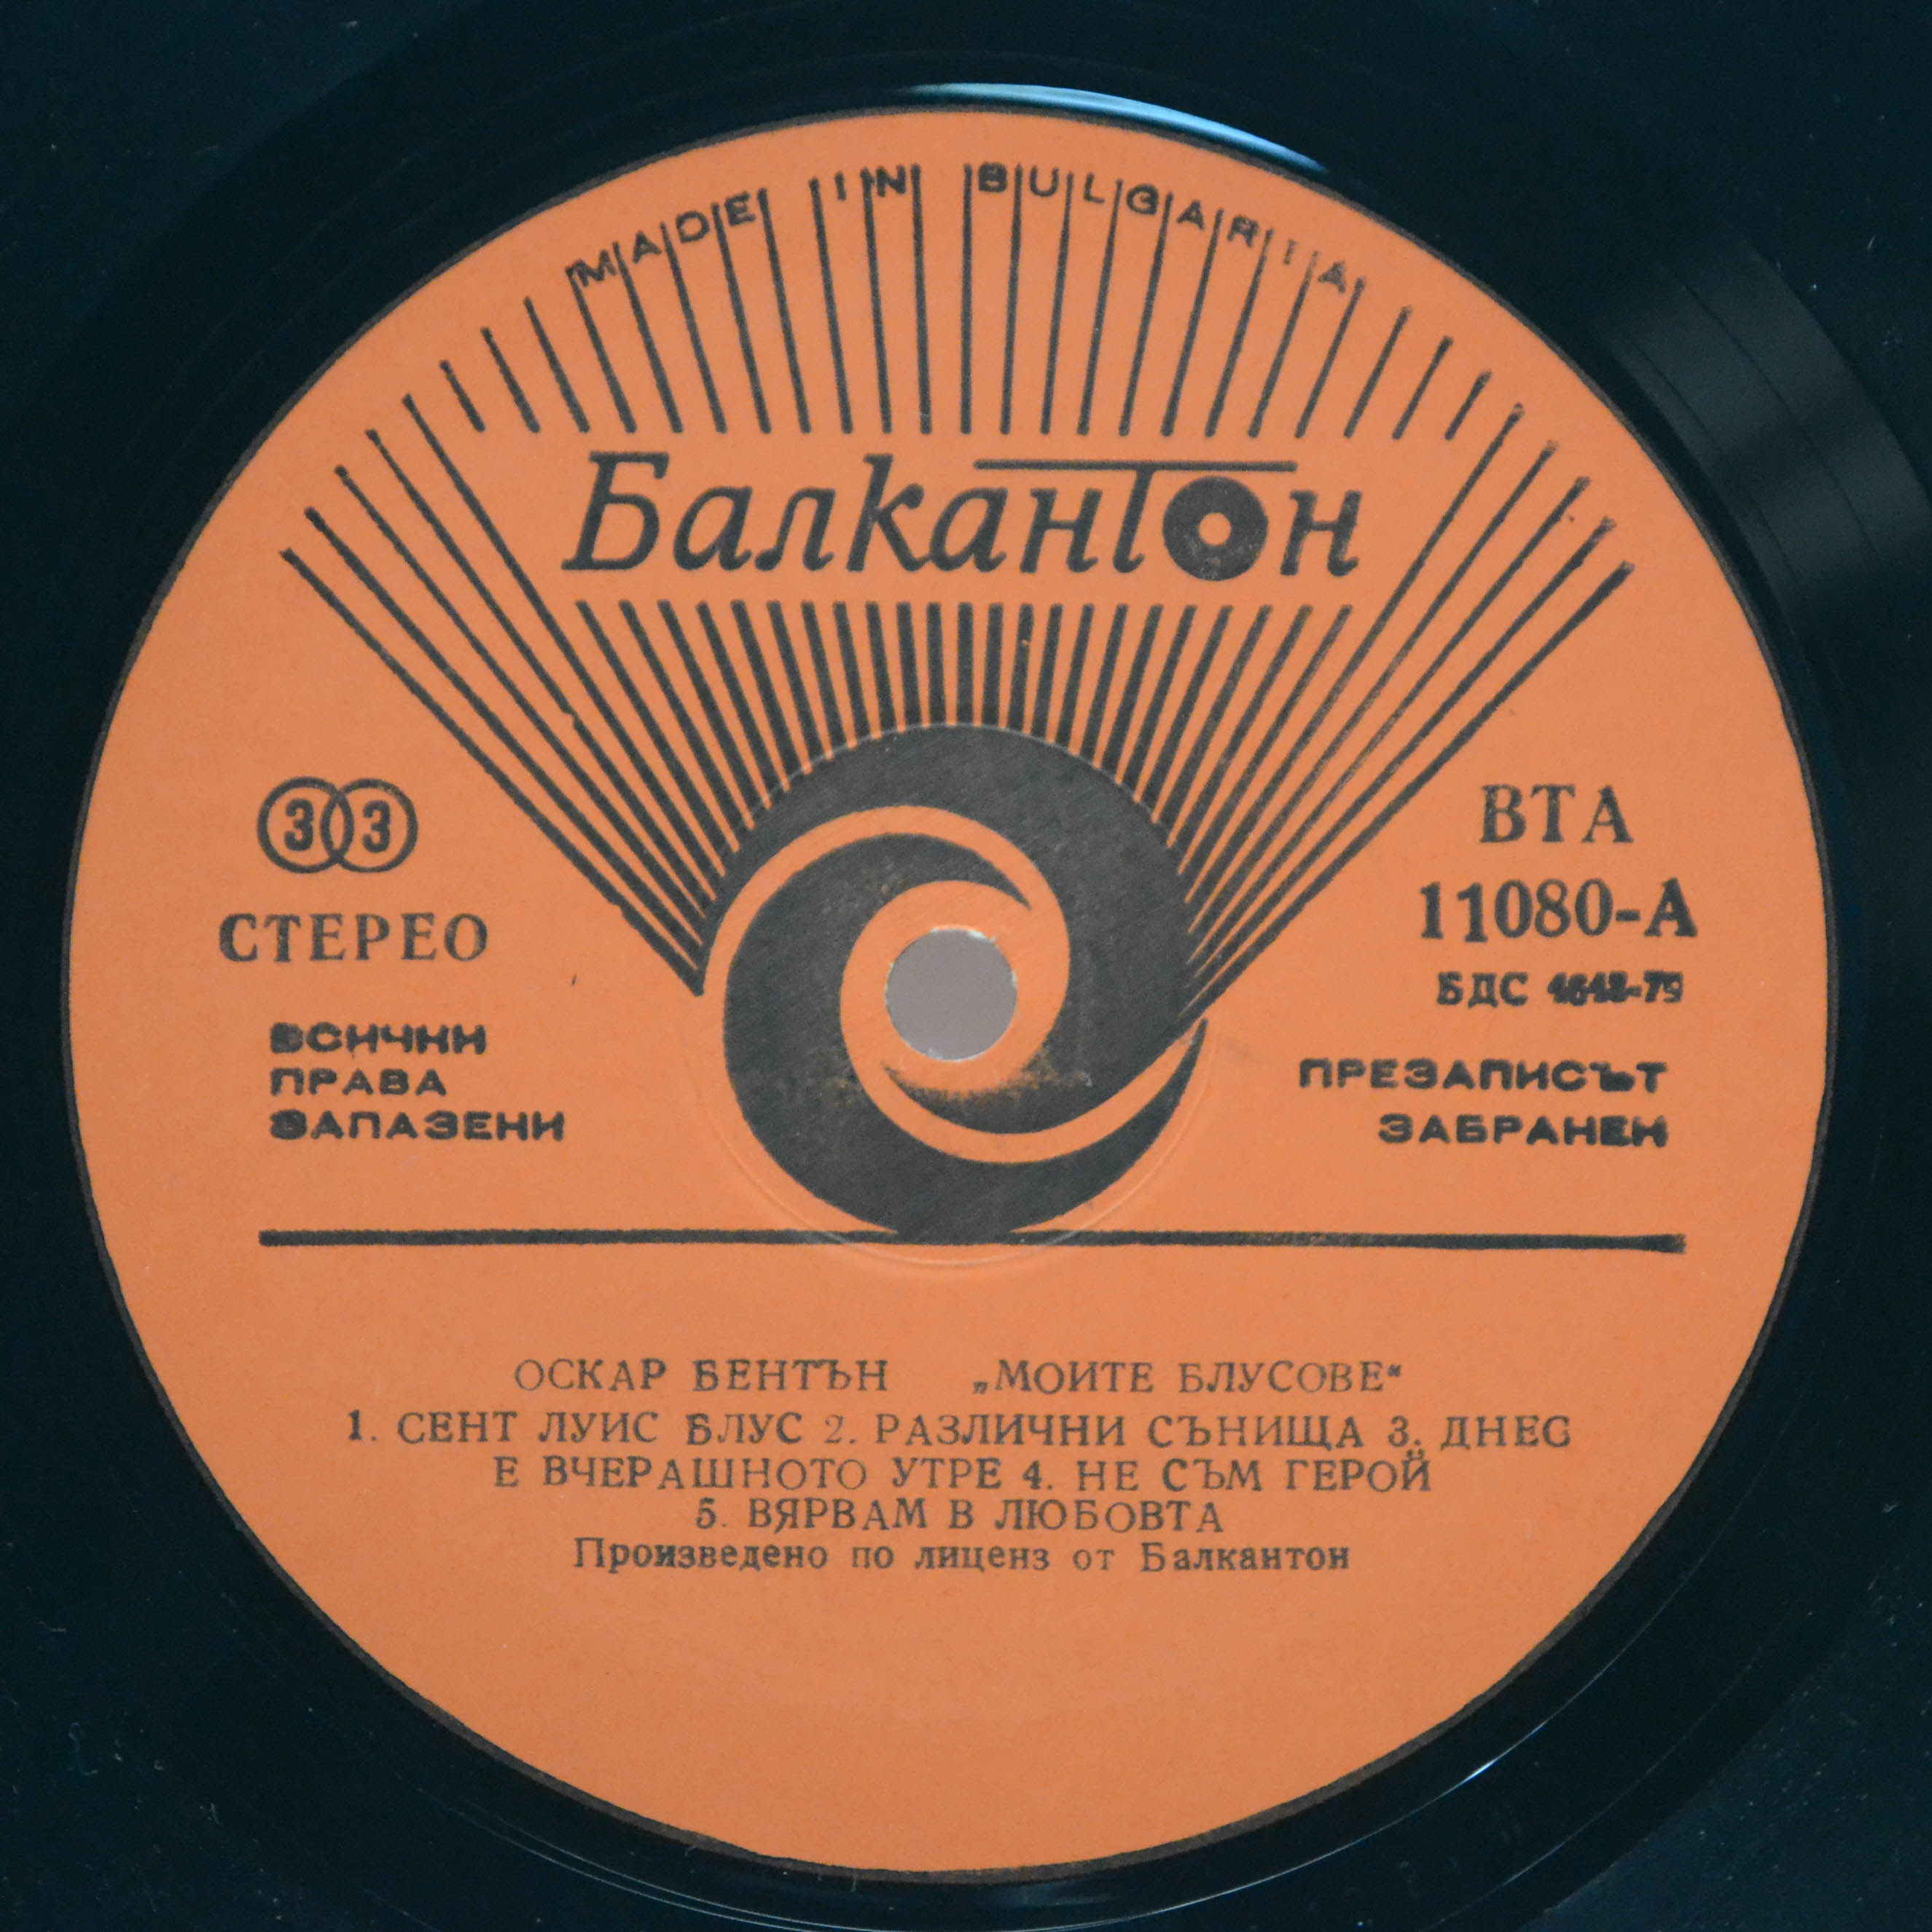 MADE IN BULGARIA
Балкантон
33
СТЕРЕО
ВСИЧКИ
ПРАВА
ЗАПАЗЕНИ
ВТА
11080-А
БДС 4643-79
ПРЕЗАПИСЪТ
ЗАБРАНЕН
ОСКАР БЕНТЪН „МОИТЕ БЛУСОВЕ“
1. СЕНТ ЛУИС БЛУС 2. РАЗЛИЧНИ СЪНИЩА 3. ДНЕС
Е ВЧЕРАШНОТО УТРЕ 4. НЕ СЪМ ГЕРОЙ
5. ВЯРВАМ В ЛЮБОВТА
Произведено по лиценз от Балкантон